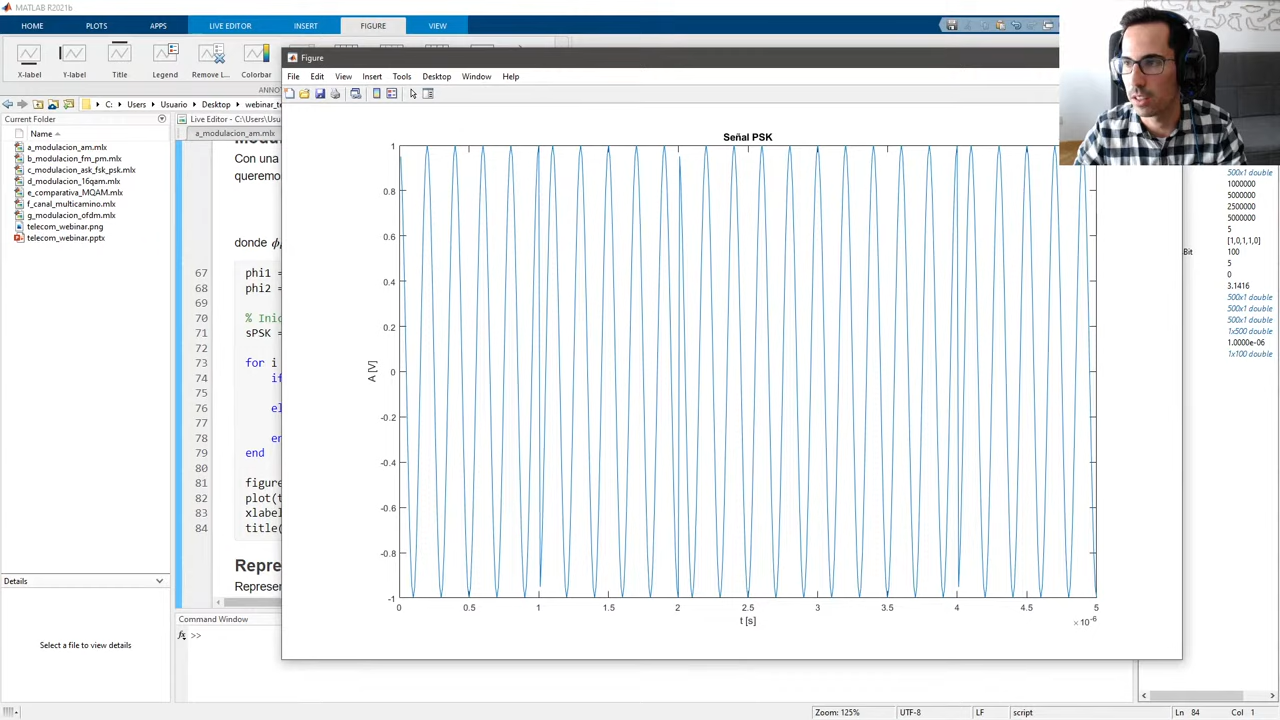 MATLAB R2021b
HOME PLOTS APPS LIVE EDITOR INSERT FIGURE VIEW
X-label Y-label Title Legend Remove L... Colorbar
Figure
File Edit View Insert Tools Desktop Window Help
C: Users Usuario Desktop webinar_te
Current Folder
Name
a_modulacion_am.mlx
b_modulacion_fm_pm.mlx
c_modulacion_ask_fsk_psk.mlx
d_modulacion_16qam.mlx
e_comparativa_MQAM.mlx
f_canal_multicamino.mlx
g_modulacion_ofdm.mlx
telecom_webinar.png
telecom_webinar.pptx
Details
Select a file to view details
Live Editor - C:\Users\Usu
a_modulacion_am.mlx
Con una
queremo
donde
67 phi1 =
68 phi2 =
69
70 % Inic
71 sPSK =
72
73 for i
74 if
75
76 el
77
78 en
79 end
80
81 figure
82 plot(t
83 xlabel
84 title(
Repre
Represen
Command Window
fx >>
Señal PSK
A [V]
1
0.8
0.6
0.4
0.2
0
-0.2
-0.4
-0.6
-0.8
-1
0 0.5 1 1.5 2 2.5 3 3.5 4 4.5 5
t [s]
×10-6
500x1 double
1000000
5000000
2500000
5000000
5
[1,0,1,1,0]
Bit 100
5
0
3.1416
500x1 double
500x1 double
500x1 double
1x500 double
1.0000e-06
1x100 double
Zoom: 125% UTF-8 LF script Ln 84 Col 1